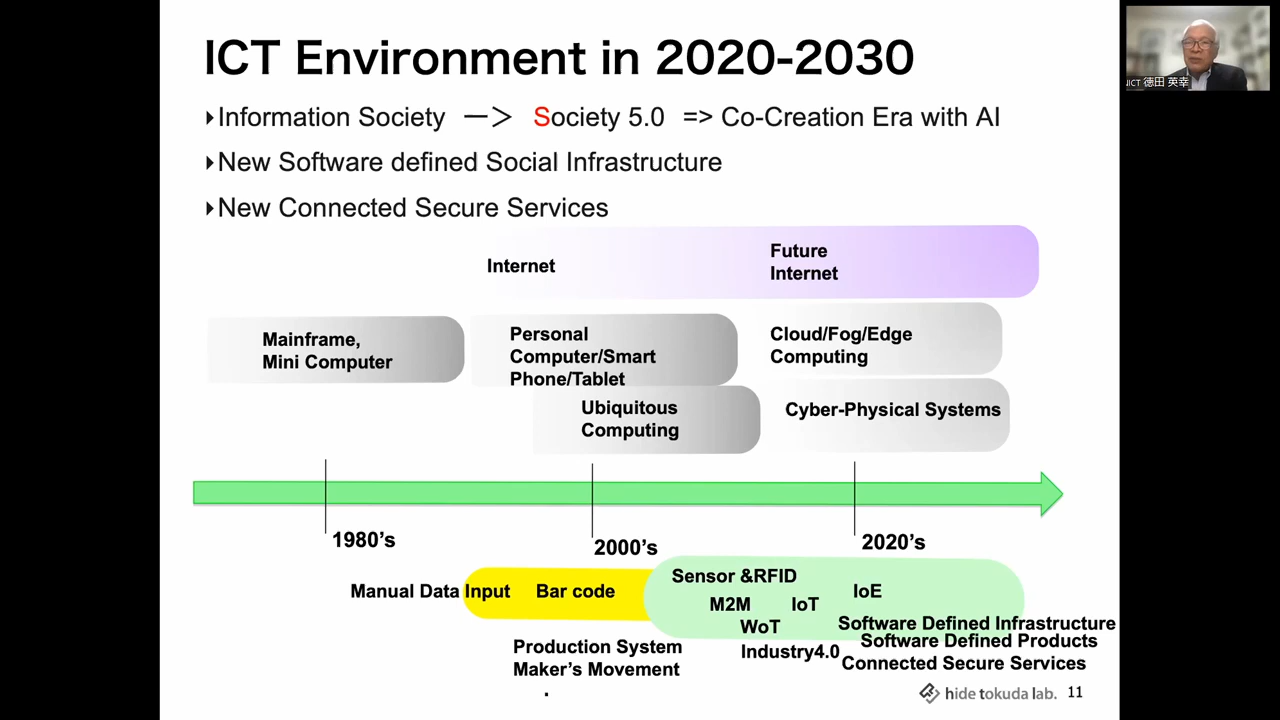 ICT Environment in 2020-2030
Information Society —> Society 5.0 => Co-Creation Era with AI
New Software defined Social Infrastructure
New Connected Secure Services
Internet
Future
Internet
Mainframe,
Mini Computer
Personal
Computer/Smart
Phone/Tablet
Cloud/Fog/Edge
Computing
Ubiquitous
Computing
Cyber-Physical Systems
1980's
2000's
2020's
Manual Data Input
Bar code
Sensor &RFID
M2M
IoT
IoE
WoT
Software Defined Infrastructure
Software Defined Products
Industry4.0
Connected Secure Services
Production System
Maker's Movement
.
hide tokuda lab.
11
NICT 德田 英幸